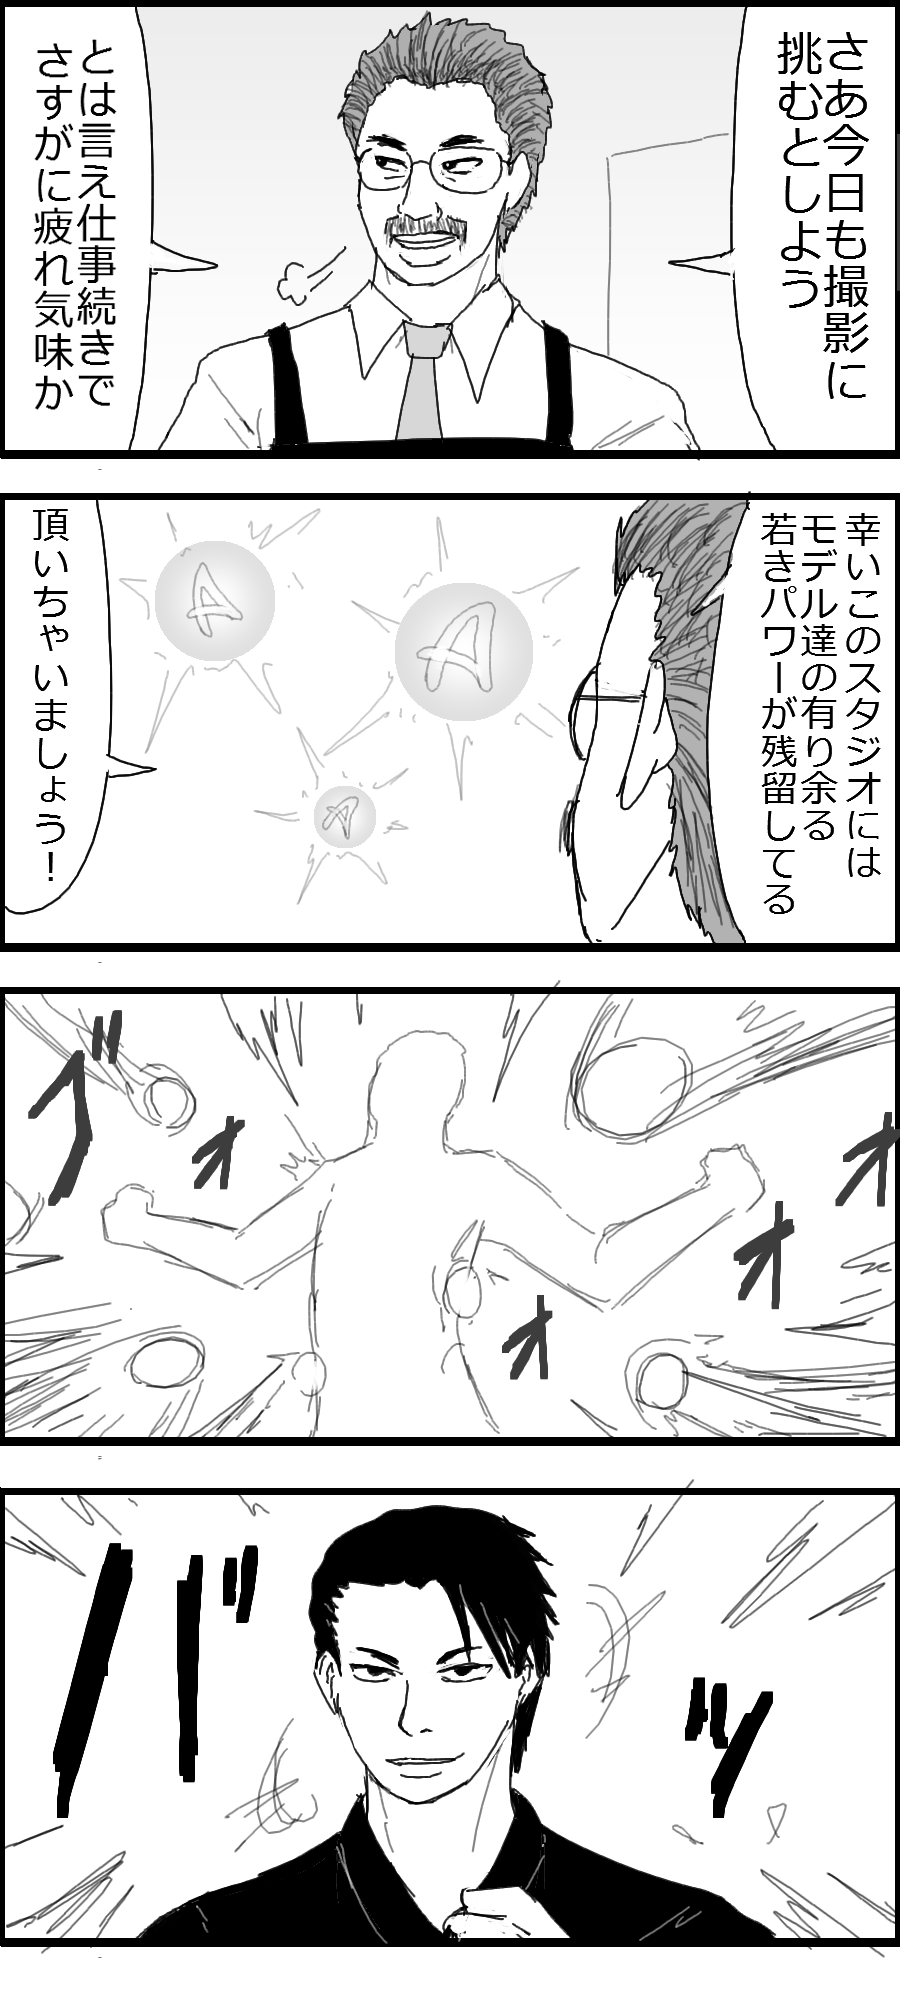 さあ今日も撮影に
挑むとしよう
とは言え仕事続きで
さすがに疲れ気味か
幸いこのスタジオには
モデル達の有り余る
若きパワーが残留してる
A
A
A
頂いちゃいましょう！
ブオオオオ
バリッ